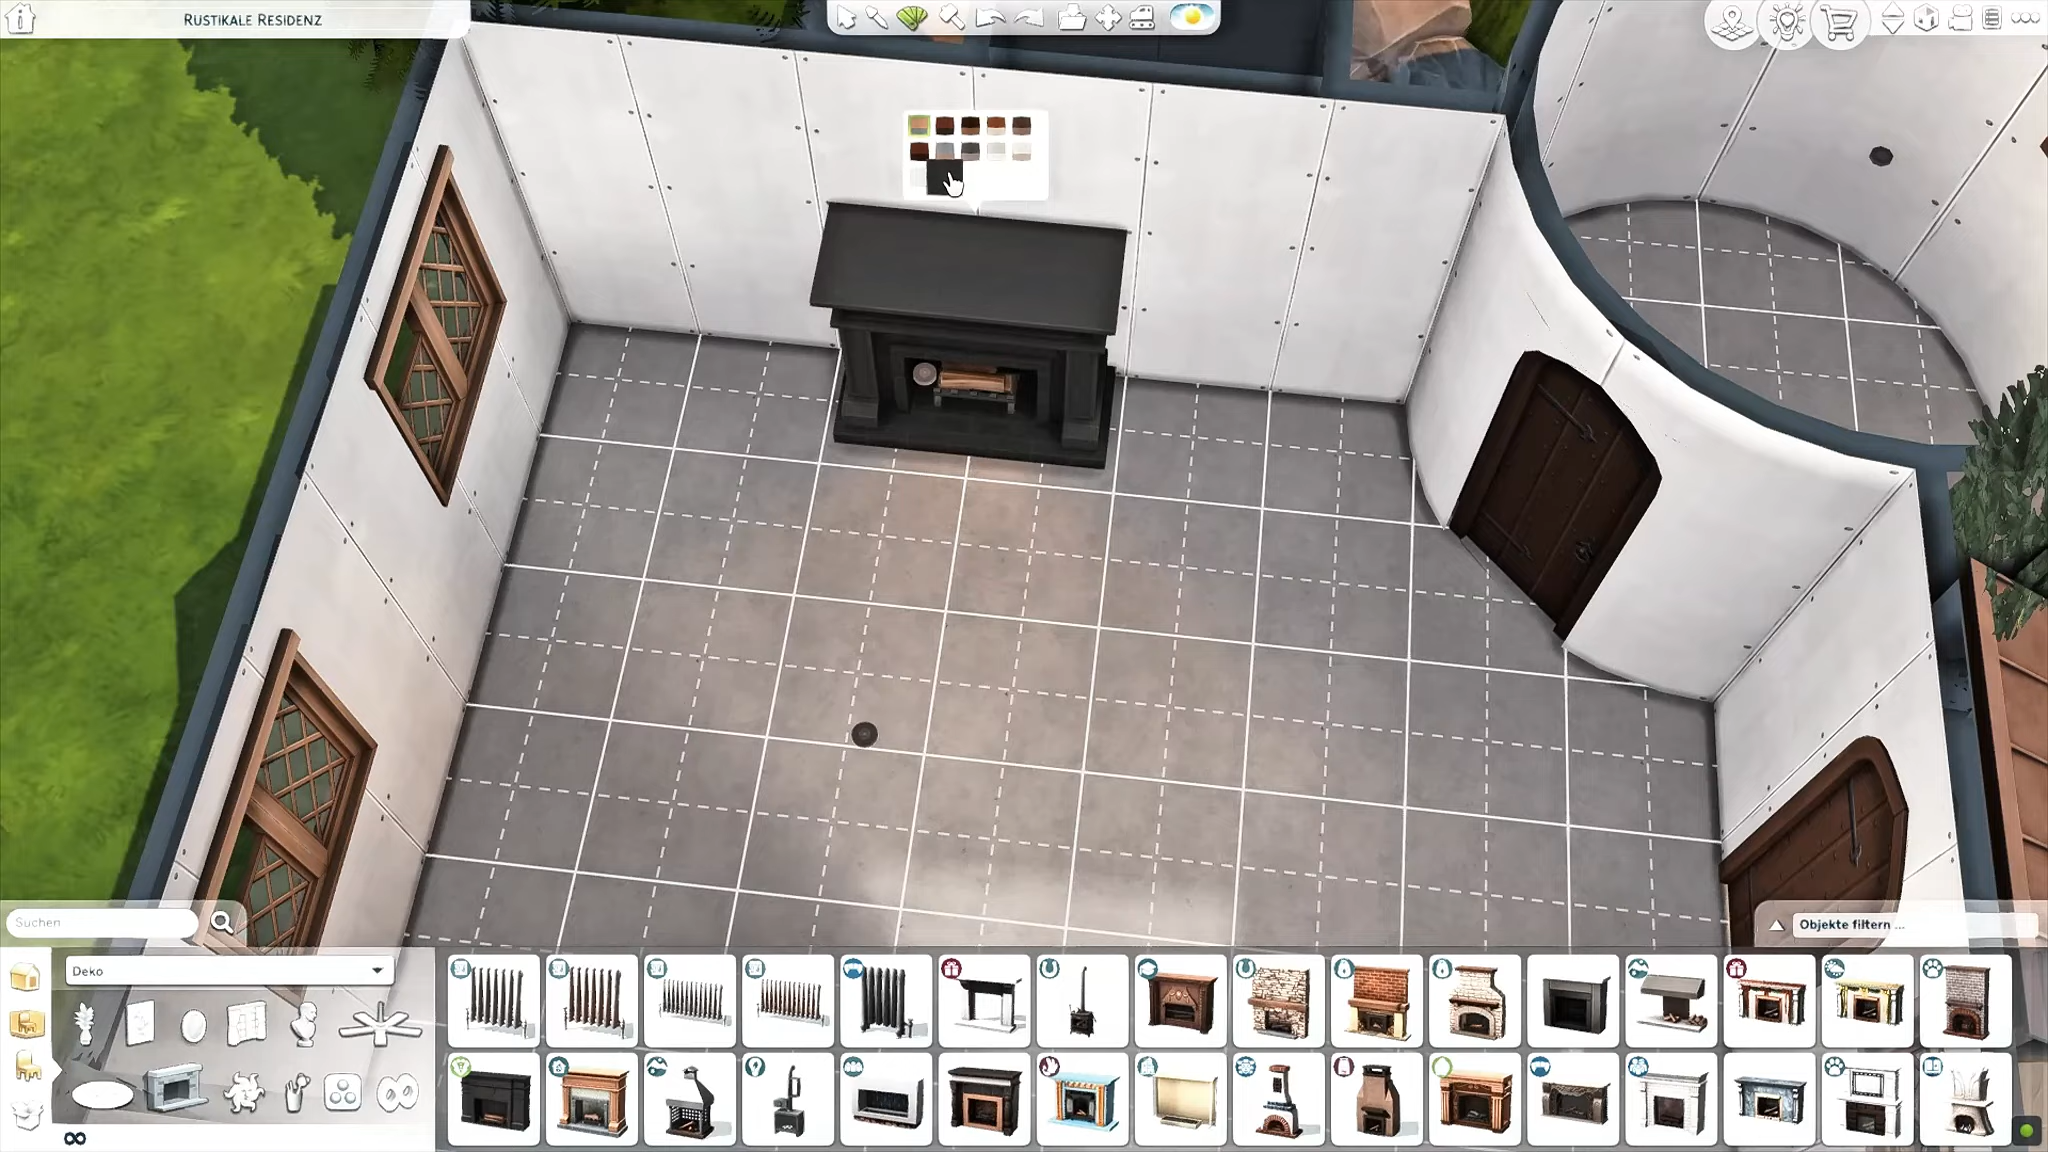 Rustikale Residenz
Suchen
Objekte filtern ...
Deko